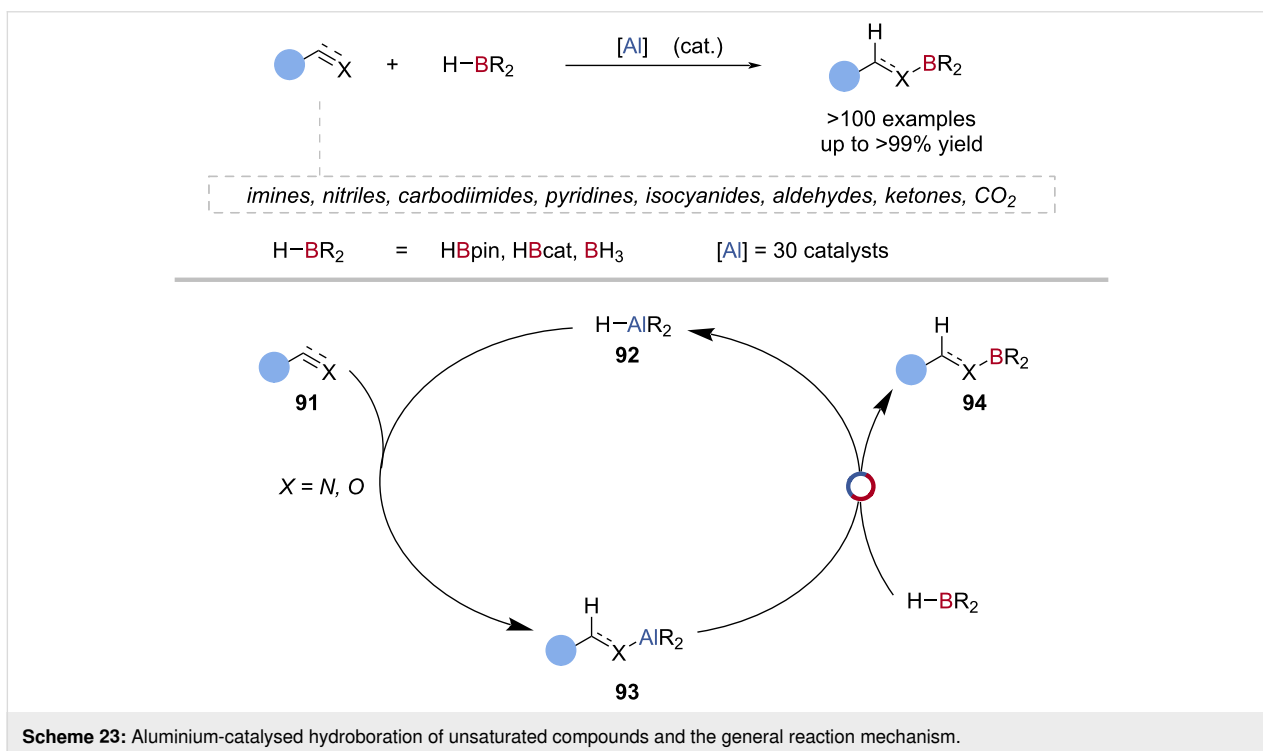 X + H–BR₂ [Al] (cat.) H X BR₂
>100 examples
up to >99% yield
imines, nitriles, carbodiimides, pyridines, isocyanides, aldehydes, ketones, CO₂
H–BR₂ = HBpin, HBcat, BH₃ [Al] = 30 catalysts
H–AlR₂
92
X
91
H
X BR₂
94
X = N, O
H–BR₂
H
X AlR₂
93
Scheme 23: Aluminium-catalysed hydroboration of unsaturated compounds and the general reaction mechanism.